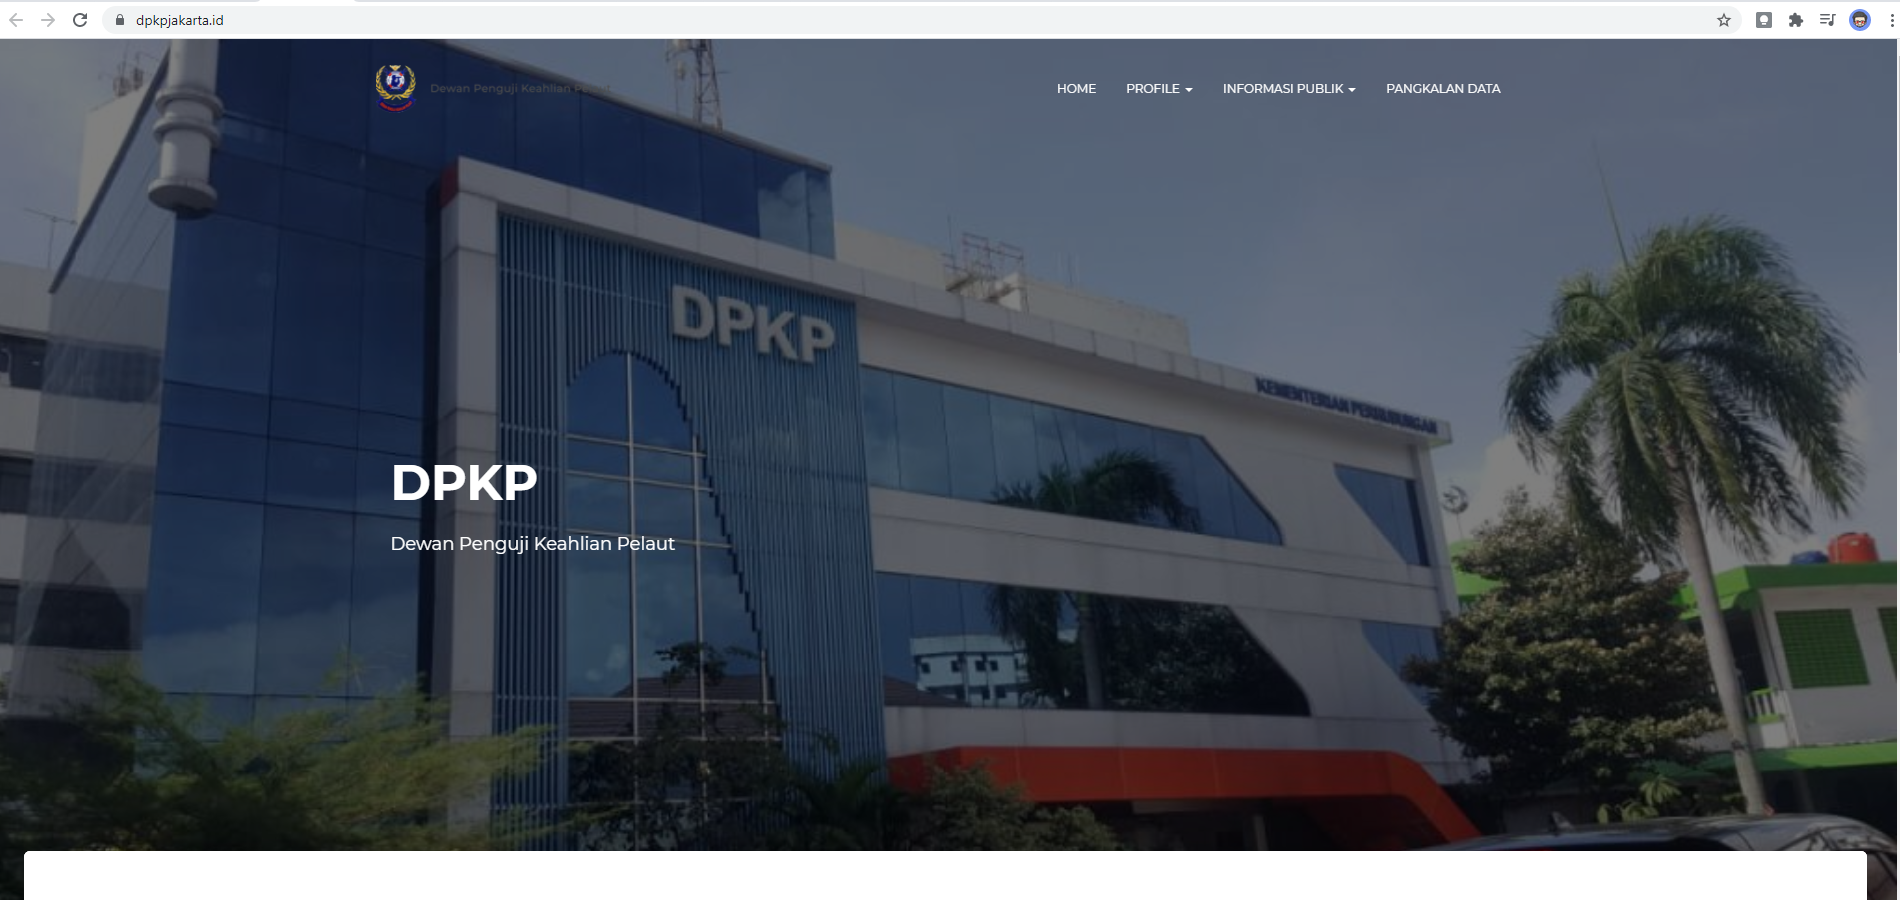 dpkpjakarta.id
Dewan Penguji Keahlian Pelaut
HOME
PROFILE
INFORMASI PUBLIK
PANGKALAN DATA
DPKP
KEMENTERIAN PERHUBUNGAN
DPKP
Dewan Penguji Keahlian Pelaut